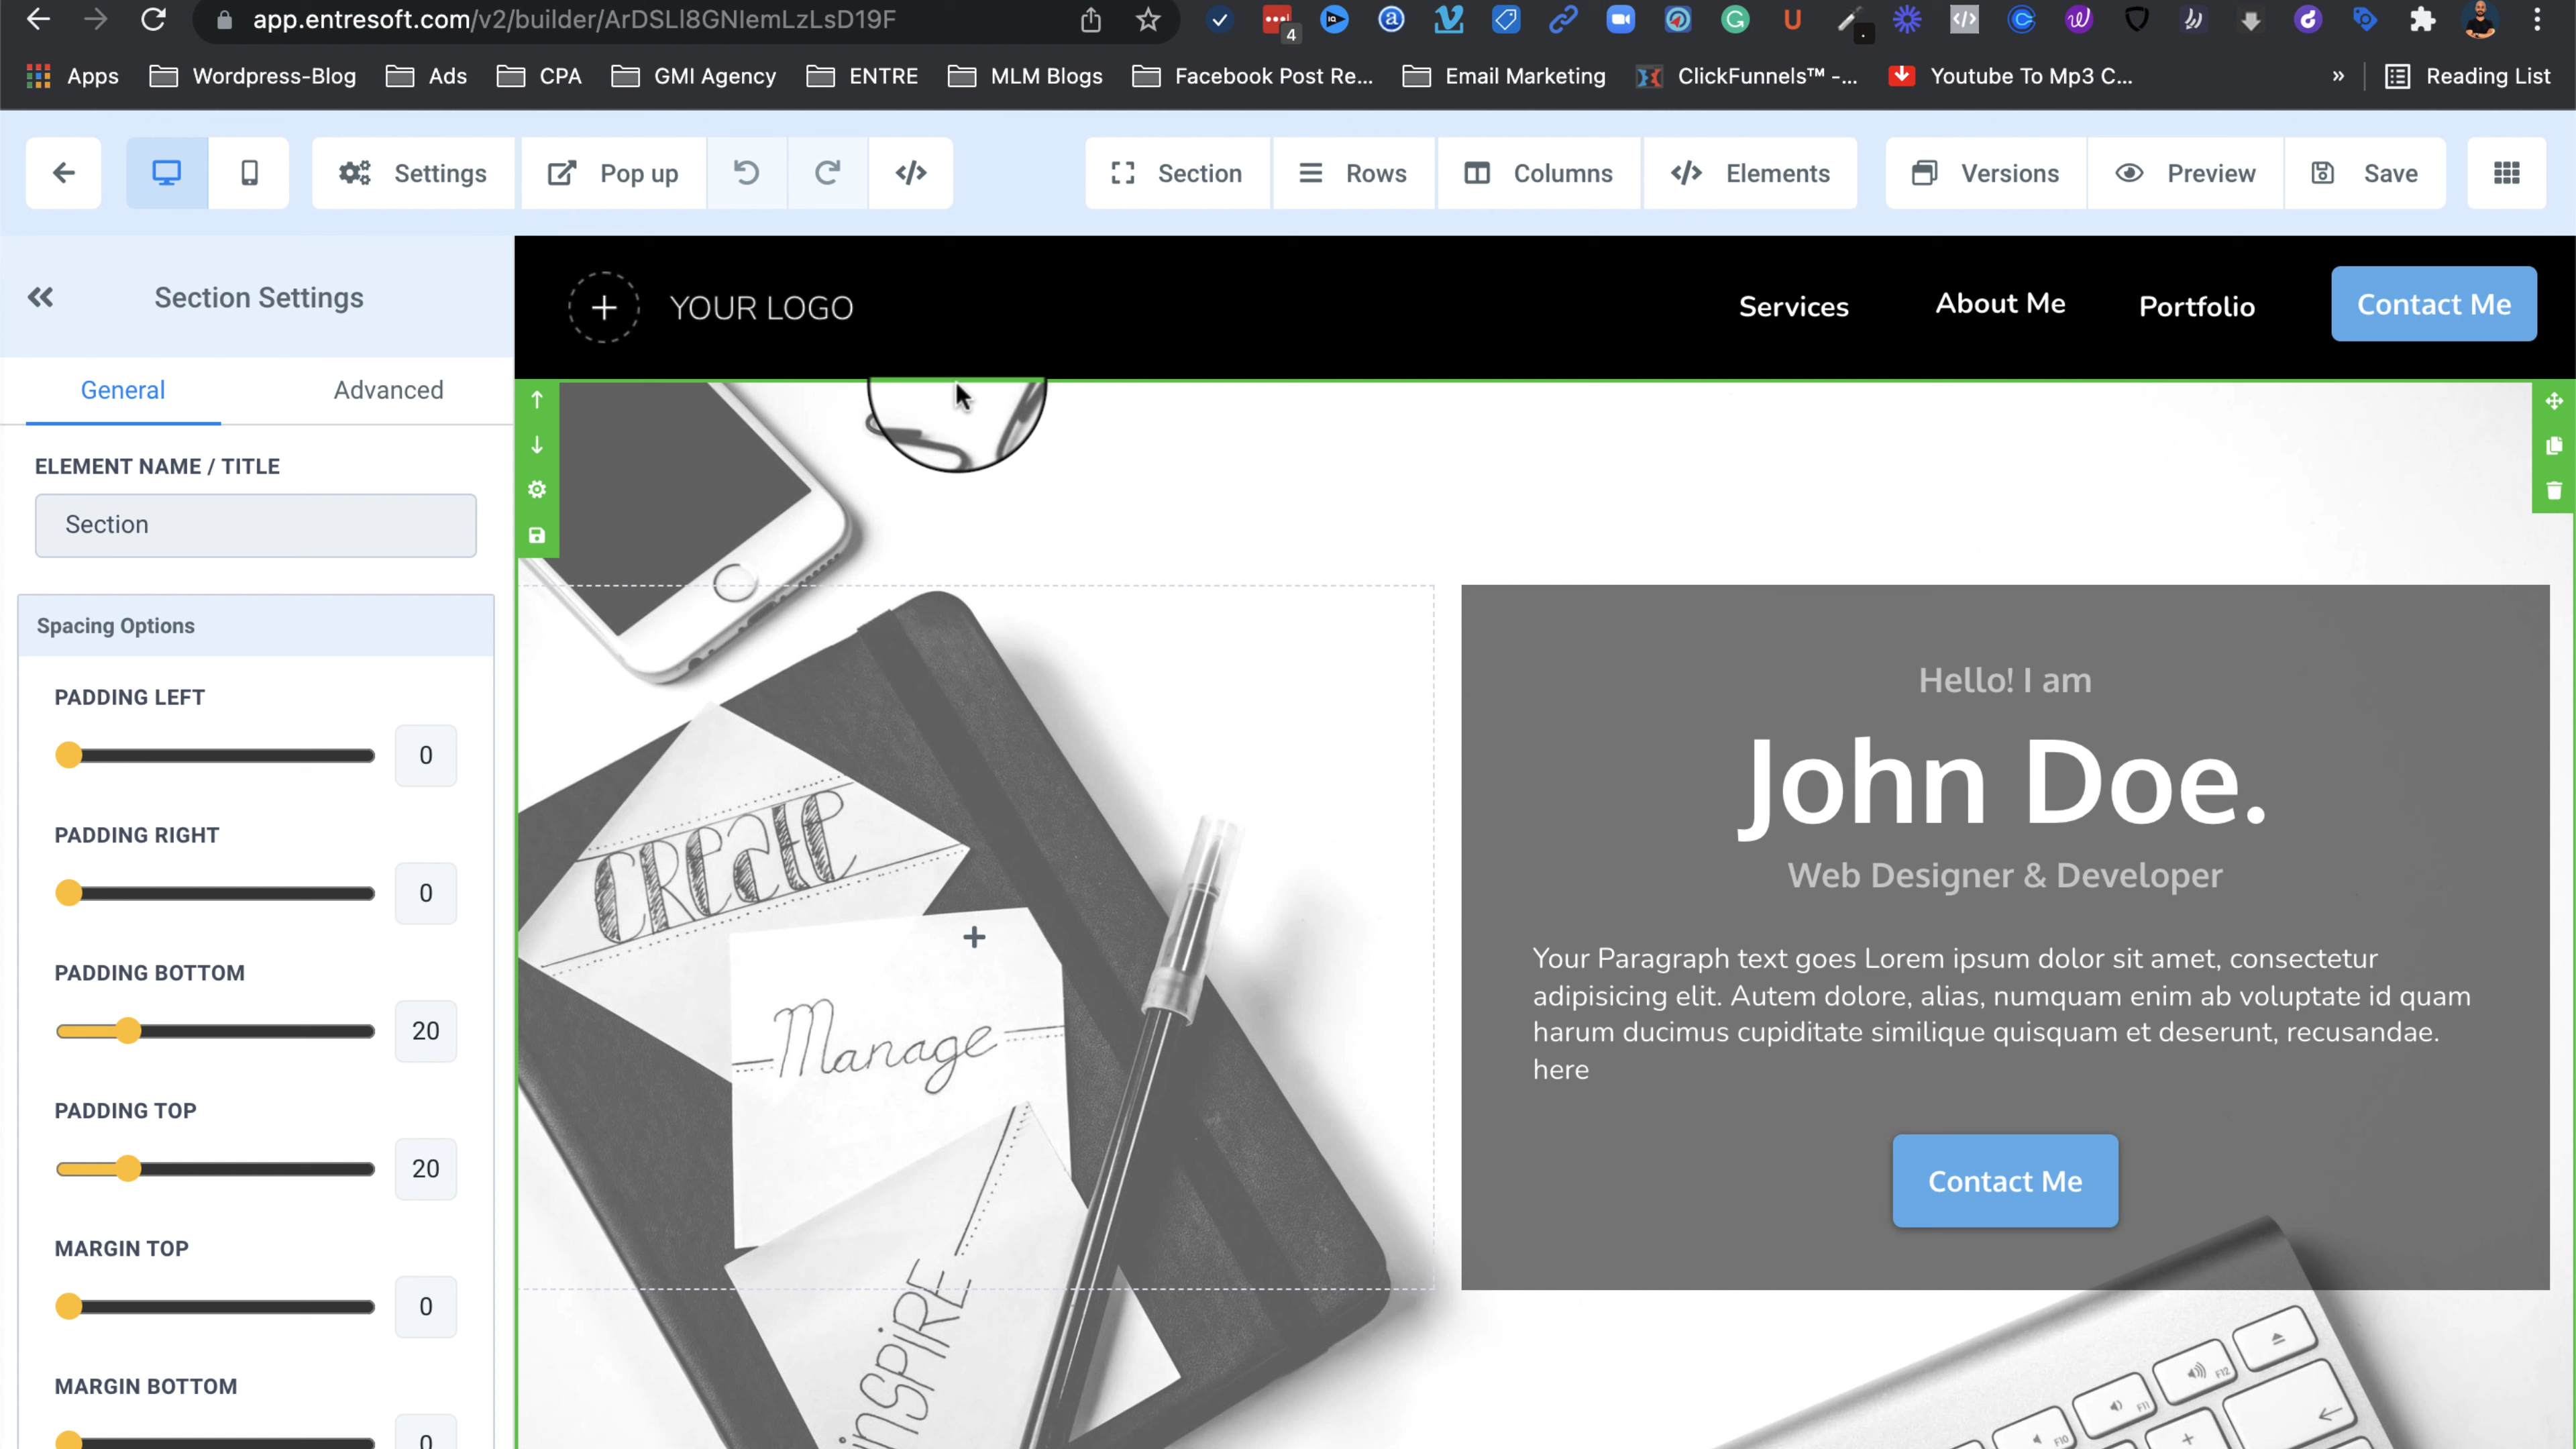 app.entresoft.com/v2/builder/ArDSLl8GNIemLzLsD19F
4
Apps Wordpress-Blog Ads CPA GMI Agency ENTRE MLM Blogs Facebook Post Re... Email Marketing ClickFunnels™ -... Youtube To Mp3 C... » Reading List
Settings Pop up Section Rows Columns Elements Versions Preview Save
Section Settings
General Advanced
ELEMENT NAME / TITLE
Section
Spacing Options
PADDING LEFT
0
PADDING RIGHT
0
PADDING BOTTOM
20
PADDING TOP
20
MARGIN TOP
0
MARGIN BOTTOM
0
YOUR LOGO
Services About Me Portfolio Contact Me
CREATE
Manage
INSPIRE
Hello! I am
John Doe.
Web Designer & Developer
Your Paragraph text goes Lorem ipsum dolor sit amet, consectetur
adipisicing elit. Autem dolore, alias, numquam enim ab voluptate id quam
harum ducimus cupiditate similique quisquam et deserunt, recusandae.
here
Contact Me
F12
F11
F10